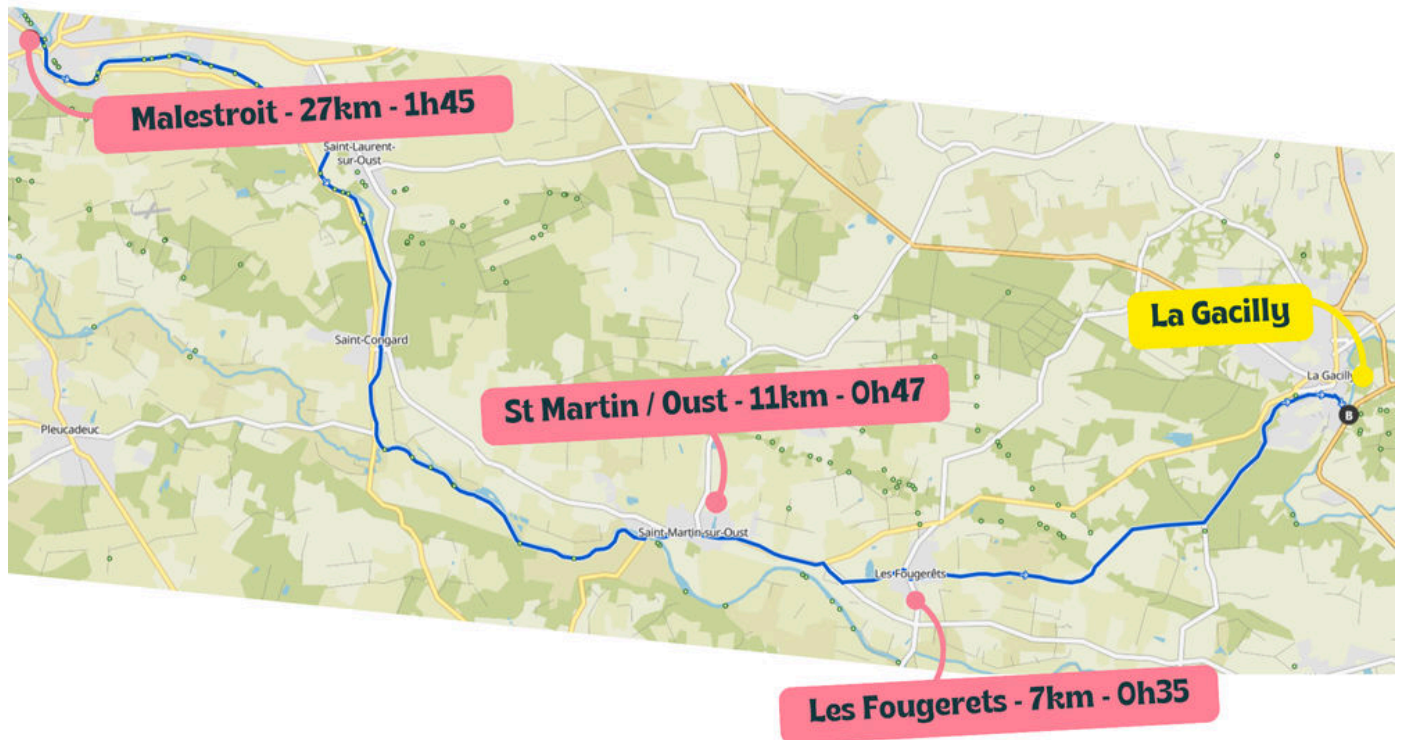 Malestroit - 27km - 1h45
Saint-Laurent-
sur-Oust
La Gacilly
Saint-Congard
La Gacilly
St Martin / Oust - 11km - 0h47
B
Pleucadeuc
Saint-Martin-sur-Oust
Les Fougerêts
Les Fougerets - 7km - 0h35